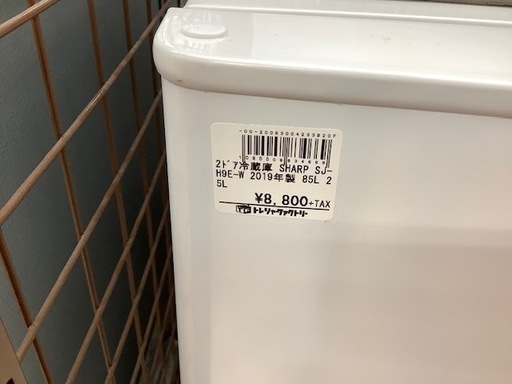 2ドア冷蔵庫 SHARP SJ-
H9E-W 2019年製 85L 2
5L
¥8,800+TAX
トレジャーファクトリー